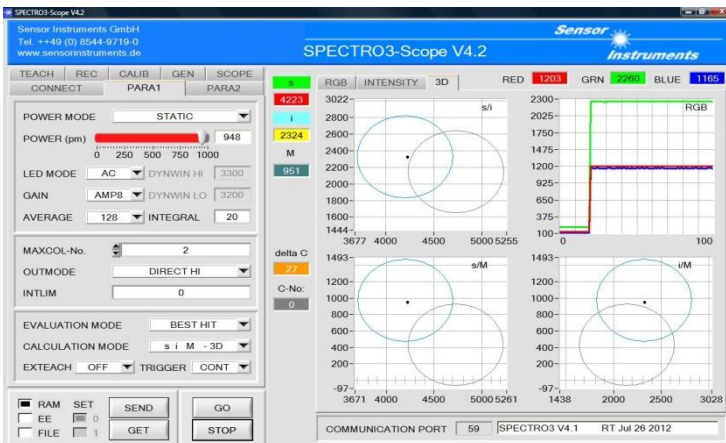 SPECTRO3-Scope V4.2
Sensor Instruments GmbH
Tel. ++49 (0) 8544-9719-0
www.sensorinstruments.de
SPECTRO3-Scope V4.2
Sensor
Instruments
TEACH REC CALIB GEN SCOPE
CONNECT PARA1 PARA2
POWER MODE STATIC
POWER (pm) 948
0 250 500 750 1000
LED MODE AC DYNWIN HI 3300
GAIN AMP8 DYNWIN LO 3200
AVERAGE 128 INTEGRAL 20
MAXCOL-No. 2
OUTMODE DIRECT HI
INTLIM 0
EVALUATION MODE BEST HIT
CALCULATION MODE s i M - 3D
EXTEACH OFF TRIGGER CONT
RAM SET
EE 0
FILE 1
SEND GO
GET STOP
s
4223
i
2324
M
951
delta C
27
C-No:
0
RGB INTENSITY 3D RED 1203 GRN 2260 BLUE 1165
s/i
3022-
2800-
2600-
2400-
2200-
2000-
1800-
1600-
1444-
3677 4000 4500 5000 5255
RGB
2300-
2025-
1750-
1475-
1200-
925-
650-
375-
100-
0 100
s/M
1493-
1200-
1000-
800-
600-
400-
200-
-97-
3671 4000 4500 5000 5261
i/M
1493-
1200-
1000-
800-
600-
400-
200-
-97-
1438 2000 2500 3028
COMMUNICATION PORT 59 SPECTRO3 V4.1 RT Jul 26 2012